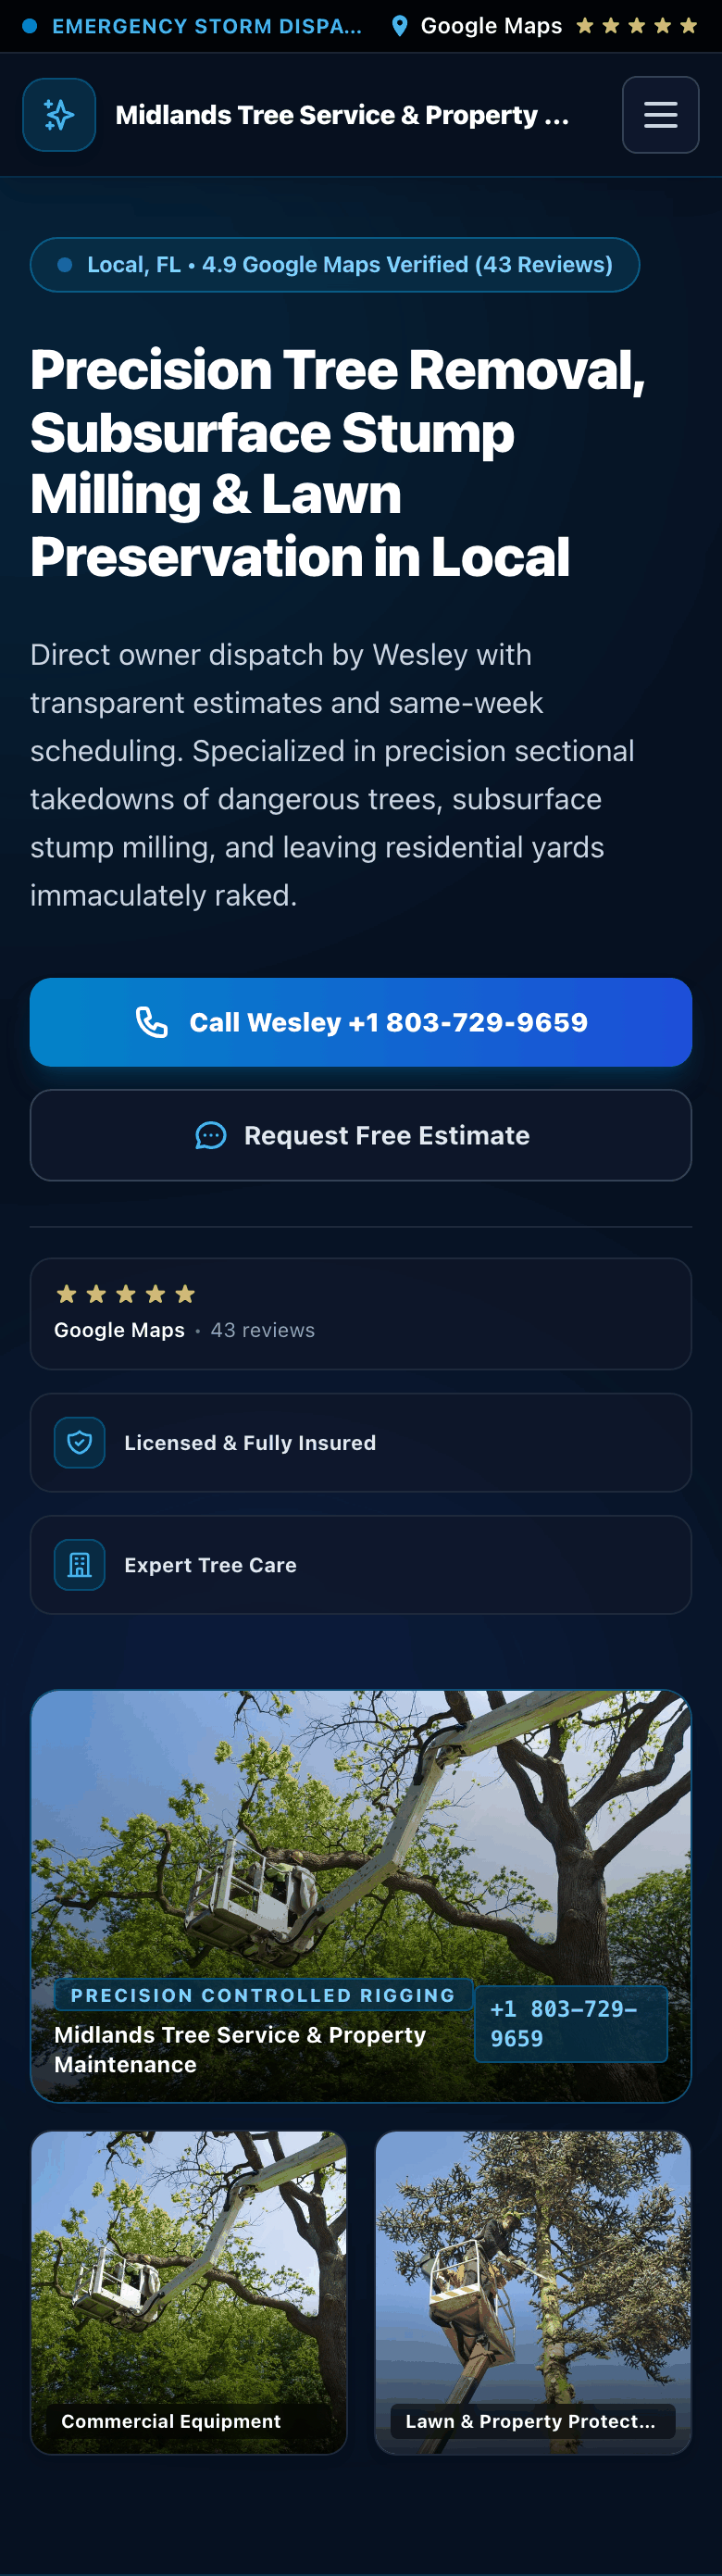 EMERGENCY STORM DISPA...
Google Maps
Midlands Tree Service & Property ...
Local, FL • 4.9 Google Maps Verified (43 Reviews)
Precision Tree Removal,
Subsurface Stump
Milling & Lawn
Preservation in Local
Direct owner dispatch by Wesley with
transparent estimates and same-week
scheduling. Specialized in precision sectional
takedowns of dangerous trees, subsurface
stump milling, and leaving residential yards
immaculately raked.
Call Wesley +1 803-729-9659
Request Free Estimate
Google Maps • 43 reviews
Licensed & Fully Insured
Expert Tree Care
PRECISION CONTROLLED RIGGING
Midlands Tree Service & Property
Maintenance
+1 803-729-
9659
Commercial Equipment
Lawn & Property Protect...